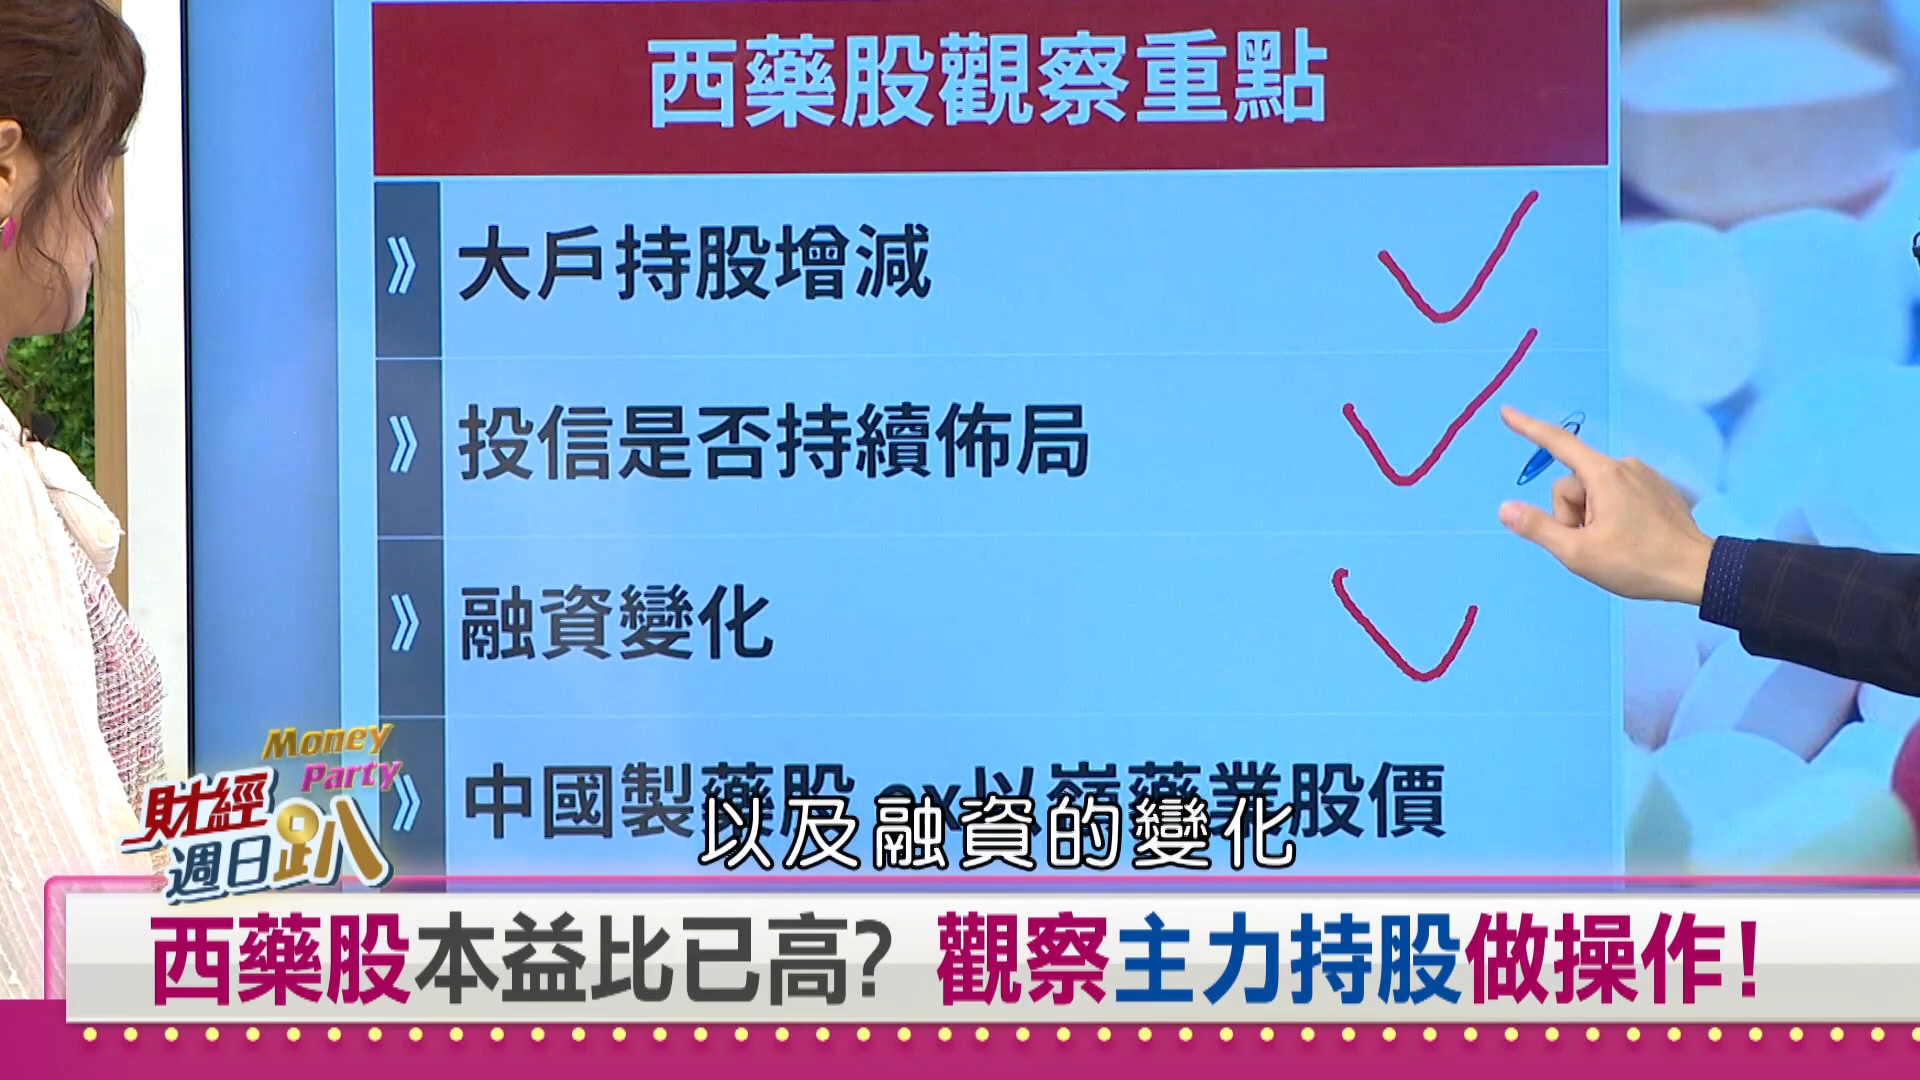 西藥股觀察重點
》 大戶持股增減
》 投信是否持續佈局
》 融資變化
》 中國製藥股 ex以嶺藥業股價
以及融資的變化
Money Party
財經週日趴
西藥股本益比已高? 觀察主力持股做操作!